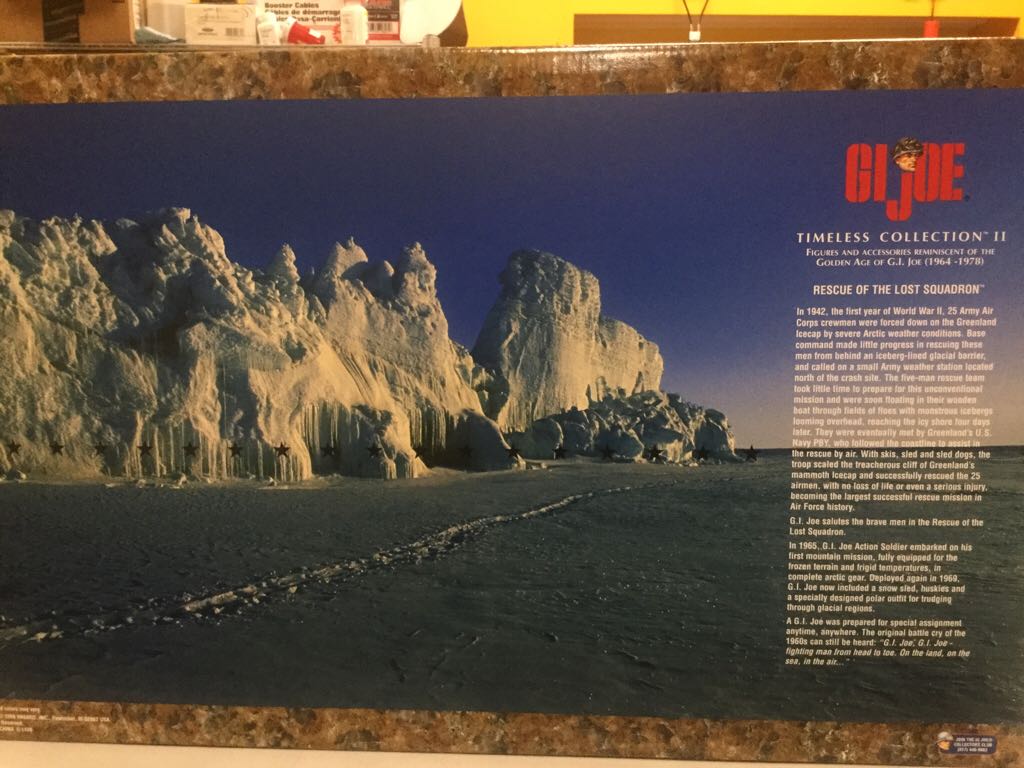 Booster Cables
Câbles de démarrage
GI JOE
TIMELESS COLLECTION™ II
FIGURES AND ACCESSORIES REMINISCENT OF THE
GOLDEN AGE OF G.I. JOE (1964 -1978)
RESCUE OF THE LOST SQUADRON™
In 1942, the first year of World War II, 25 Army Air
Corps crewmen were forced down on the Greenland
Icecap by severe Arctic weather conditions. Base
command made little progress in rescuing these
men from behind an iceberg-lined glacial barrier,
and called on a small Army weather station located
north of the crash site. The five-man rescue team
took little time to prepare for this unconventional
mission and were soon floating in their wooden
boat through fields of floes with monstrous icebergs
looming overhead, reaching the icy shore four days
later. They were eventually met by Greenland's U.S.
Navy PBY, who followed the coastline to assist in
the rescue by air. With skis, sled and sled dogs, the
troop scaled the treacherous cliff of Greenland's
mammoth Icecap and successfully rescued the 25
airmen, with no loss of life or even a serious injury,
becoming the largest successful rescue mission in
Air Force history.
G.I. Joe salutes the brave men in the Rescue of the
Lost Squadron.
In 1965, G.I. Joe Action Soldier embarked on his
first mountain mission, fully equipped for the
frozen terrain and frigid temperatures, in
complete arctic gear. Deployed again in 1969,
G.I. Joe now included a snow sled, huskies and
a specially designed polar outfit for trudging
through glacial regions.
A G.I. Joe was prepared for special assignment
anytime, anywhere. The original battle cry of the
1960s can still be heard: "G.I. Joe, G.I. Joe -
fighting man from head to toe. On the land, on the
sea, in the air..."
JOIN THE GI JOE®
COLLECTORS CLUB